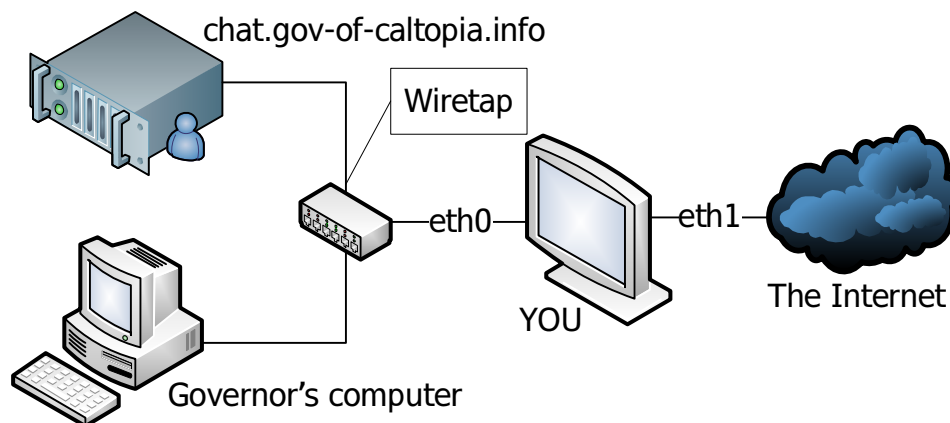 chat.gov-of-caltopia.info
Wiretap
eth0
eth1
YOU
The Internet
Governor's computer